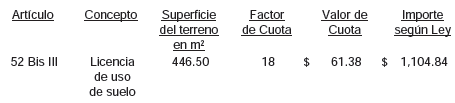 Artículo Concepto Superficie Factor Valor de Importe
del terreno de Cuota Cuota según Ley
en m²
52 Bis III Licencia 446.50 18 $ 61.38 $ 1,104.84
de uso
de suelo